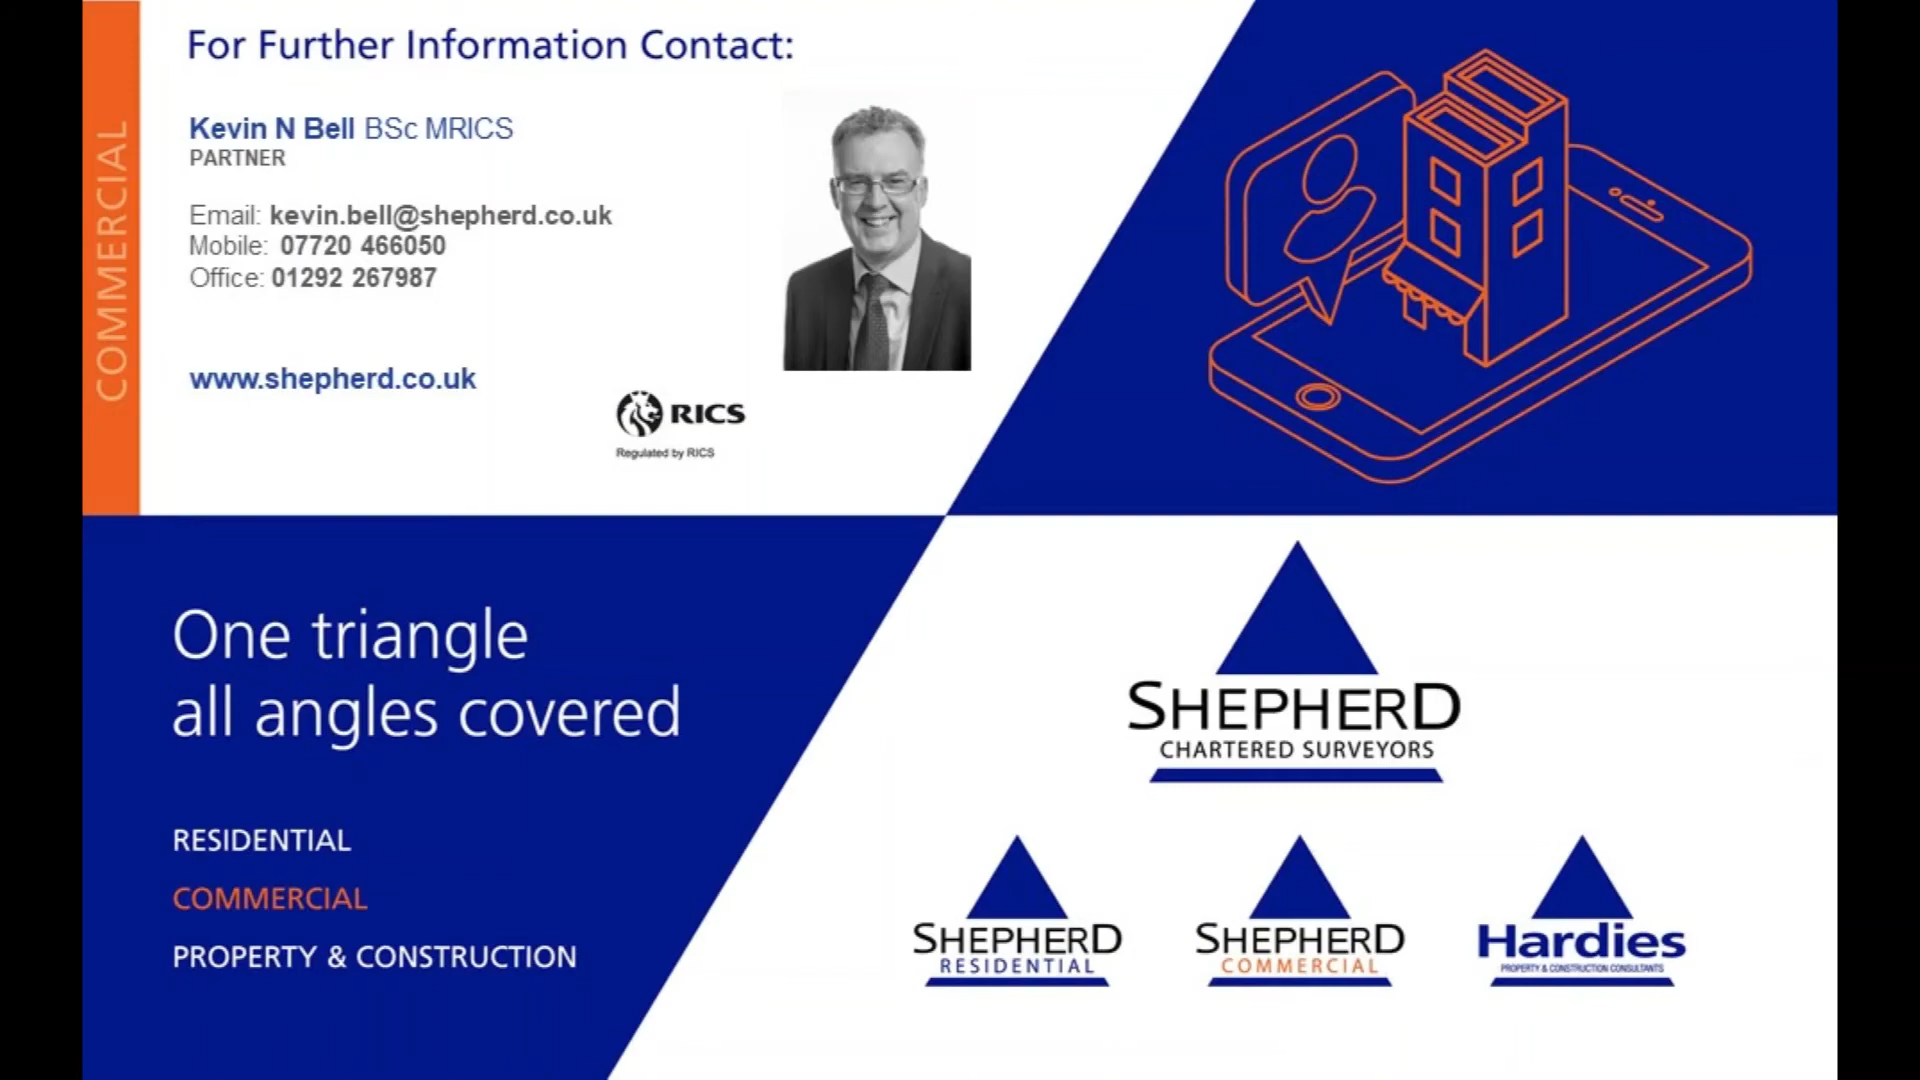 For Further Information Contact:
COMMERCIAL
Kevin N Bell BSc MRICS
PARTNER
Email: kevin.bell@shepherd.co.uk
Mobile: 07720 466050
Office: 01292 267987
www.shepherd.co.uk
RICS
Regulated by RICS
One triangle
all angles covered
RESIDENTIAL
COMMERCIAL
PROPERTY & CONSTRUCTION
SHEPHERD
CHARTERED SURVEYORS
SHEPHERD
RESIDENTIAL
SHEPHERD
COMMERCIAL
Hardies
PROPERTY & CONSTRUCTION CONSULTANTS